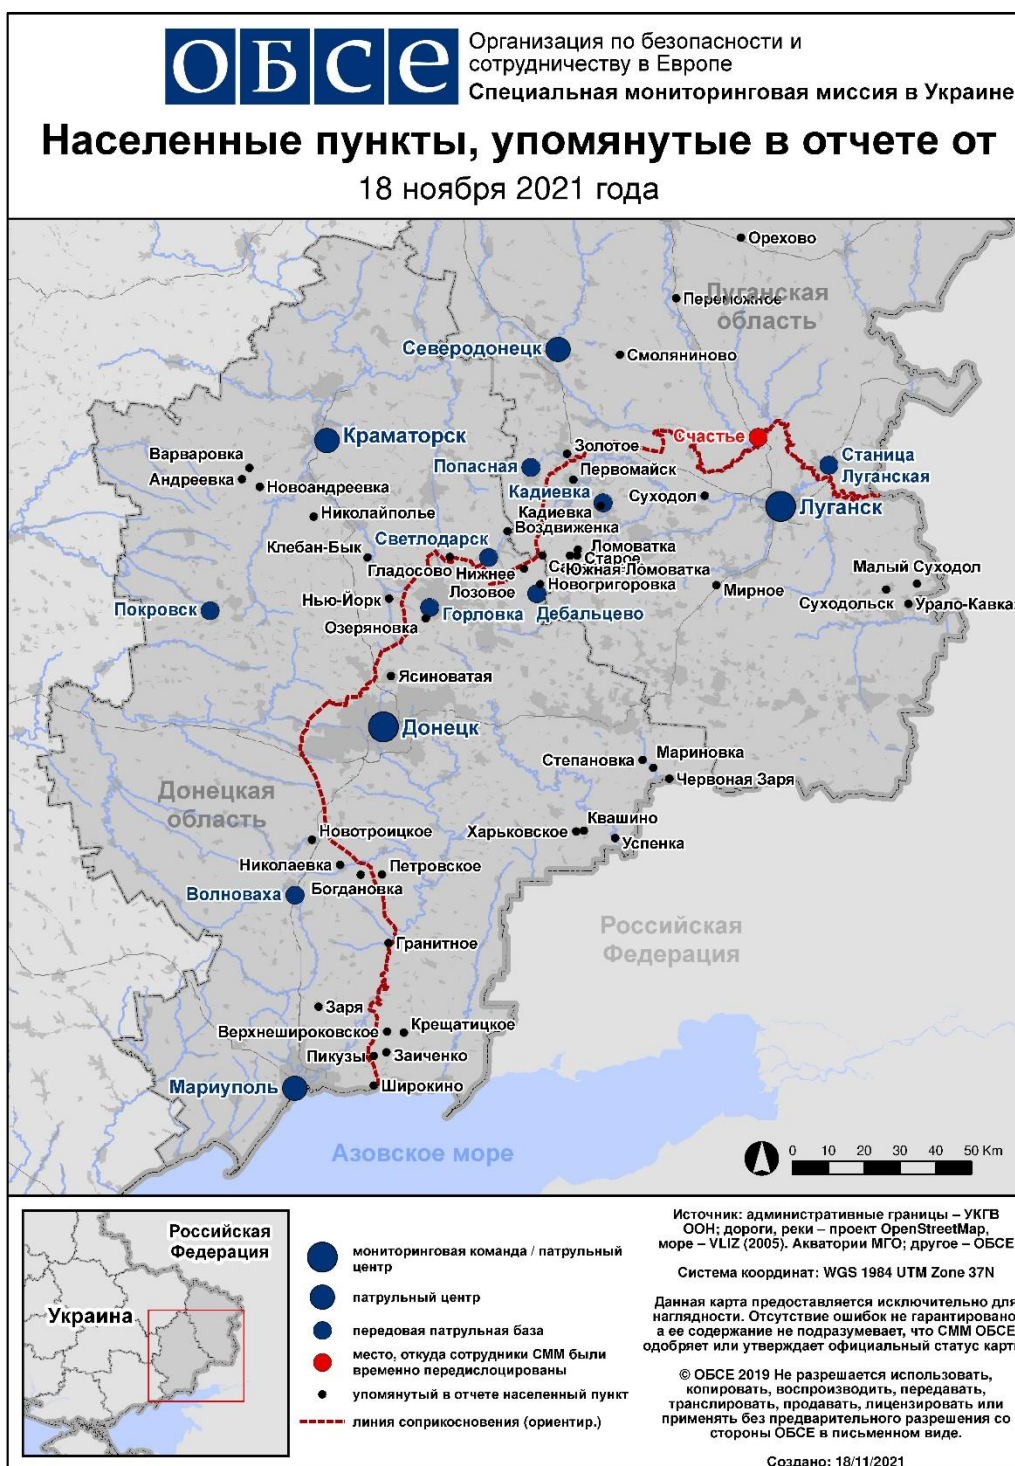 ОБСЕ
Организация по безопасности и
сотрудничеству в Европе
Специальная мониторинговая миссия в Украине
Населенные пункты, упомянутые в отчете от
18 ноября 2021 года
Орехово
Переможное
Луганская
область
Северодонецк
Смоляниново
Счастье
Краматорск
Золотое
Варваровка
Попасная
Первомайск
Станица
Луганская
Андреевка
Новоандреевка
Кадиевка
Суходол
Кадиевка
Луганск
Николайполье
Воздвиженка
Светлодарск
Клебан-Бык
Ломоватка
Старое
Гладосово
Нижнее
Южная Ломоватка
Малый Суходол
Лозовое
Новогригоровка
Мирное
Нью-Йорк
Суходольск
Урало-Кавказ
Покровск
Горловка
Дебальцево
Озеряновка
Ясиноватая
Донецк
Мариновка
Степановка
Червоная Заря
Донецкая
область
Квашино
Харьковское
Новотроицкое
Успенка
Николаевка
Петровское
Богдановка
Волноваха
Российская
Федерация
Гранитное
Заря
Верхнешироковское
Крещатицкое
Пикузы
Заиченко
Мариуполь
Широкино
Азовское море
0 10 20 30 40 50 Km
Российская
Федерация
Украина
мониторинговая команда / патрульный
центр
патрульный центр
передовая патрульная база
место, откуда сотрудники СММ были
временно передислоцированы
упомянутый в отчете населенный пункт
линия соприкосновения (ориентир.)
Источник: административные границы – УКГВ
ООН; дороги, реки – проект OpenStreetMap,
море – VLIZ (2005). Акватории МГО; другое – ОБСЕ
Система координат: WGS 1984 UTM Zone 37N
Данная карта предоставляется исключительно для
наглядности. Отсутствие ошибок не гарантировано,
а ее содержание не подразумевает, что СММ ОБСЕ
одобряет или утверждает официальный статус карт
© ОБСЕ 2019 Не разрешается использовать,
копировать, воспроизводить, передавать,
транслировать, продавать, лицензировать или
применять без предварительного разрешения со
стороны ОБСЕ в письменном виде.
Создано: 18/11/2021